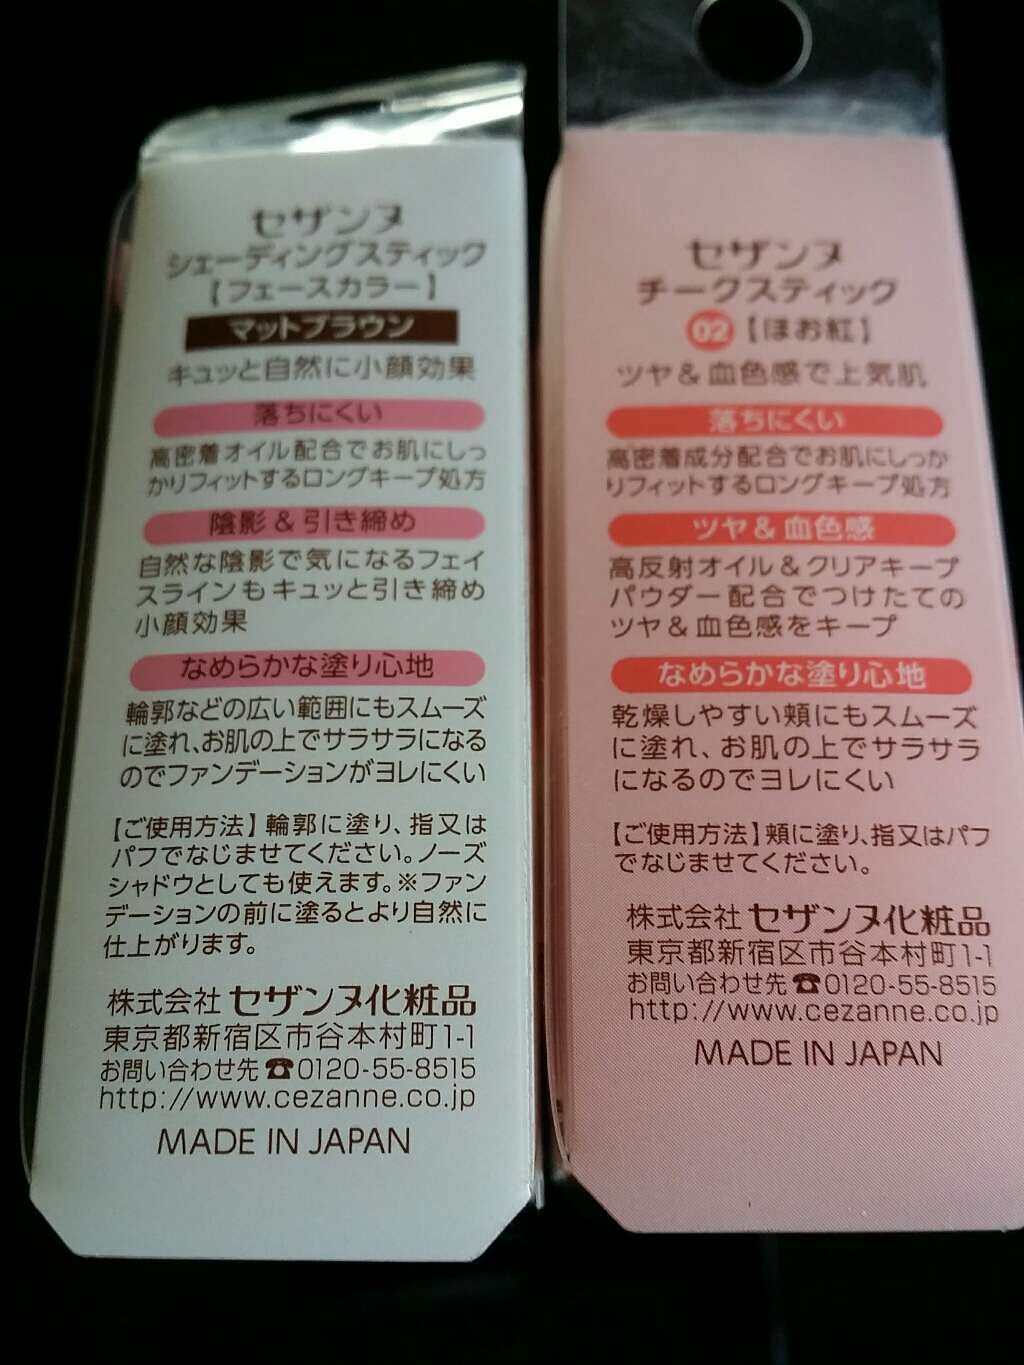 セザンヌ
シェーディングスティック
【フェースカラー】
マットブラウン
キュッと自然に小顔効果
落ちにくい
高密着オイル配合でお肌にしっ
かりフィットするロングキープ処方
陰影＆引き締め
自然な陰影で気になるフェイ
スラインもキュッと引き締め
小顔効果
なめらかな塗り心地
輪郭などの広い範囲にもスムーズ
に塗れ、お肌の上でサラサラになる
のでファンデーションがヨレにくい
【ご使用方法】輪郭に塗り、指又は
パフでなじませてください。ノーズ
シャドウとしても使えます。※ファン
デーションの前に塗るとより自然に
仕上がります。
株式会社 セザンヌ化粧品
東京都新宿区市谷本村町1-1
お問い合わせ先☎0120-55-8515
http://www.cezanne.co.jp
MADE IN JAPAN
セザンヌ
チークスティック
02【ほお紅】
ツヤ＆血色感で上気肌
落ちにくい
高密着成分配合でお肌にしっか
りフィットするロングキープ処方
ツヤ＆血色感
高反射オイル＆クリアキープ
パウダー配合でつけたての
ツヤ＆血色感をキープ
なめらかな塗り心地
乾燥しやすい頬にもスムーズ
に塗れ、お肌の上でサラサラ
になるのでヨレにくい
【ご使用方法】頬に塗り、指又はパフ
でなじませてください。
株式会社 セザンヌ化粧品
東京都新宿区市谷本村町1-1
お問い合わせ先☎0120-55-8515
http://www.cezanne.co.jp
MADE IN JAPAN